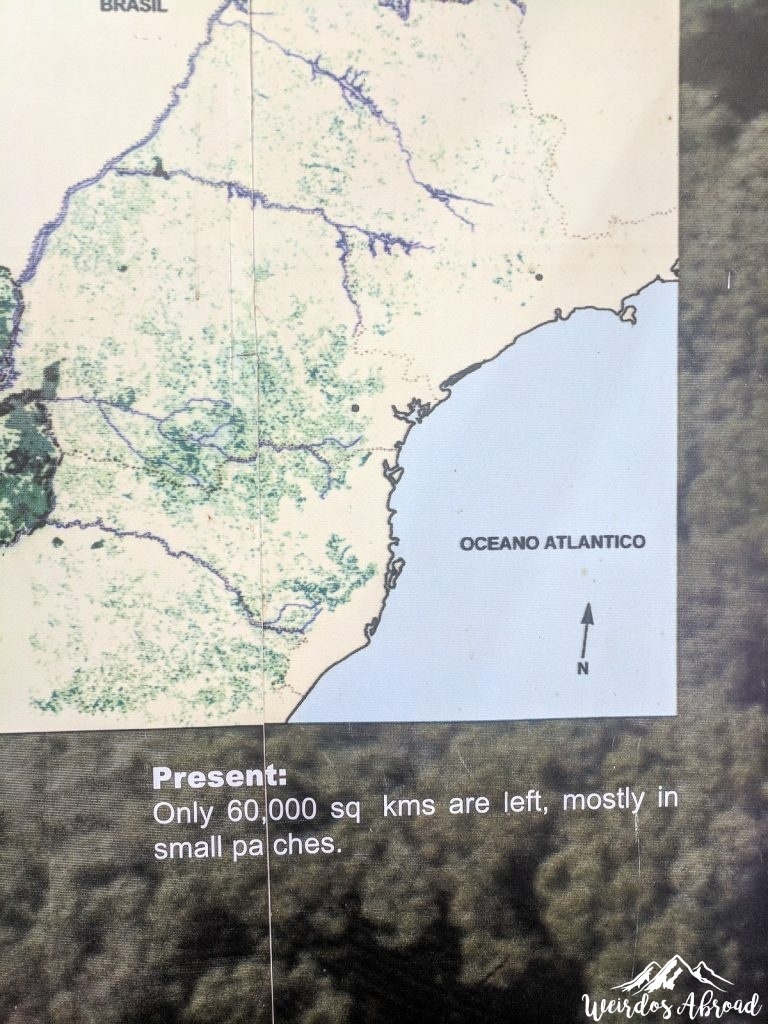 BRASIL
OCEANO ATLANTICO
N
Present:
Only 60,000 sq kms are left, mostly in
small pa ches.
Weirdos Abroad